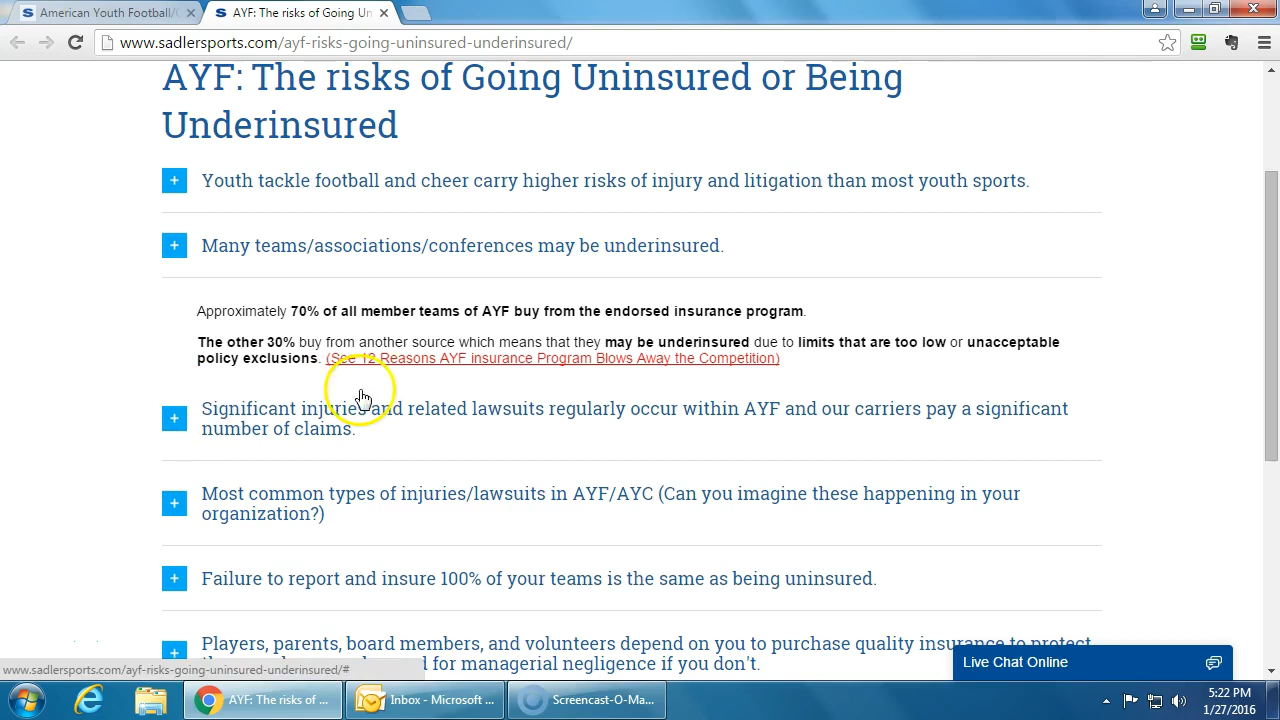 American Youth Football/C
AYF: The risks of Going Un
www.sadlersports.com/ayf-risks-going-uninsured-underinsured/
AYF: The risks of Going Uninsured or Being
Underinsured
+ Youth tackle football and cheer carry higher risks of injury and litigation than most youth sports.
+ Many teams/associations/conferences may be underinsured.
Approximately 70% of all member teams of AYF buy from the endorsed insurance program.
The other 30% buy from another source which means that they may be underinsured due to limits that are too low or unacceptable
policy exclusions. (See 12 Reasons AYF insurance Program Blows Away the Competition)
+ Significant injuries and related lawsuits regularly occur within AYF and our carriers pay a significant
number of claims.
+ Most common types of injuries/lawsuits in AYF/AYC (Can you imagine these happening in your
organization?)
+ Failure to report and insure 100% of your teams is the same as being uninsured.
+ Players, parents, board members, and volunteers depend on you to purchase quality insurance to protect
for managerial negligence if you don't.
www.sadlersports.com/ayf-risks-going-uninsured-underinsured/#
Live Chat Online
AYF: The risks of ...
Inbox - Microsoft ...
Screencast-O-Ma...
5:22 PM
1/27/2016